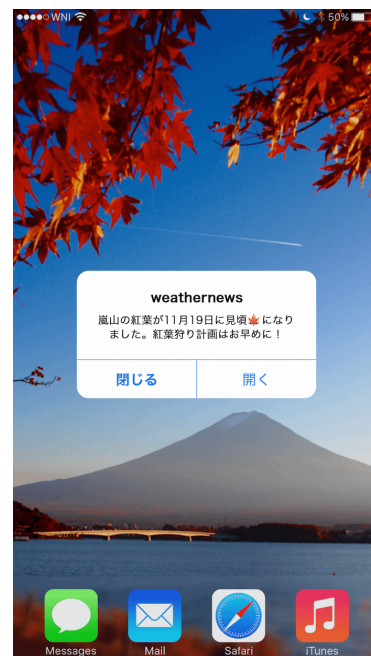 WNI
50%
weathernews
嵐山の紅葉が11月19日に見頃🍁になり
ました。紅葉狩り計画はお早めに！
閉じる
開く
Messages
Mail
Safari
iTunes